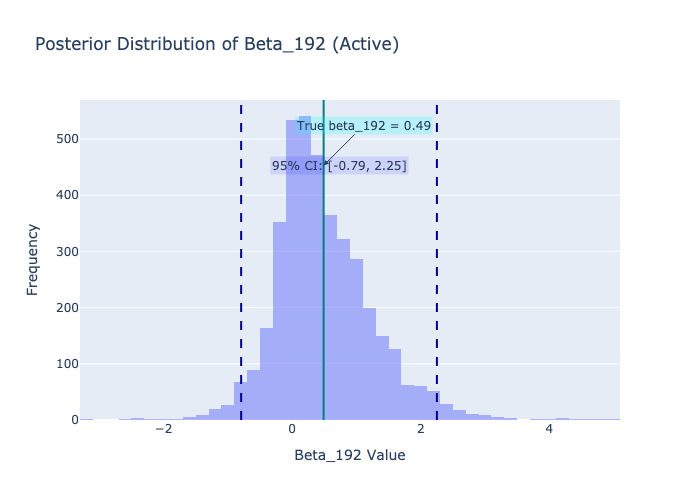 Posterior Distribution of Beta_192 (Active)
True beta_192 = 0.49
95% CI: [-0.79, 2.25]
Frequency
500
400
300
200
100
0
−2
0
2
4
Beta_192 Value